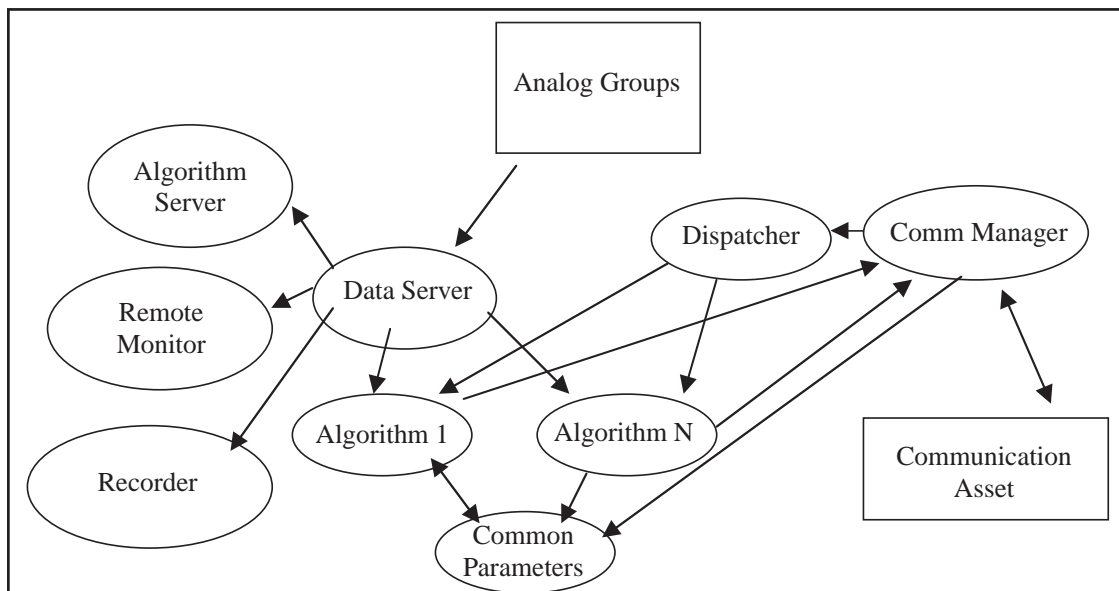 Analog Groups
Algorithm
Server
Dispatcher
Comm Manager
Data Server
Remote
Monitor
Algorithm 1
Algorithm N
Recorder
Communication
Asset
Common
Parameters